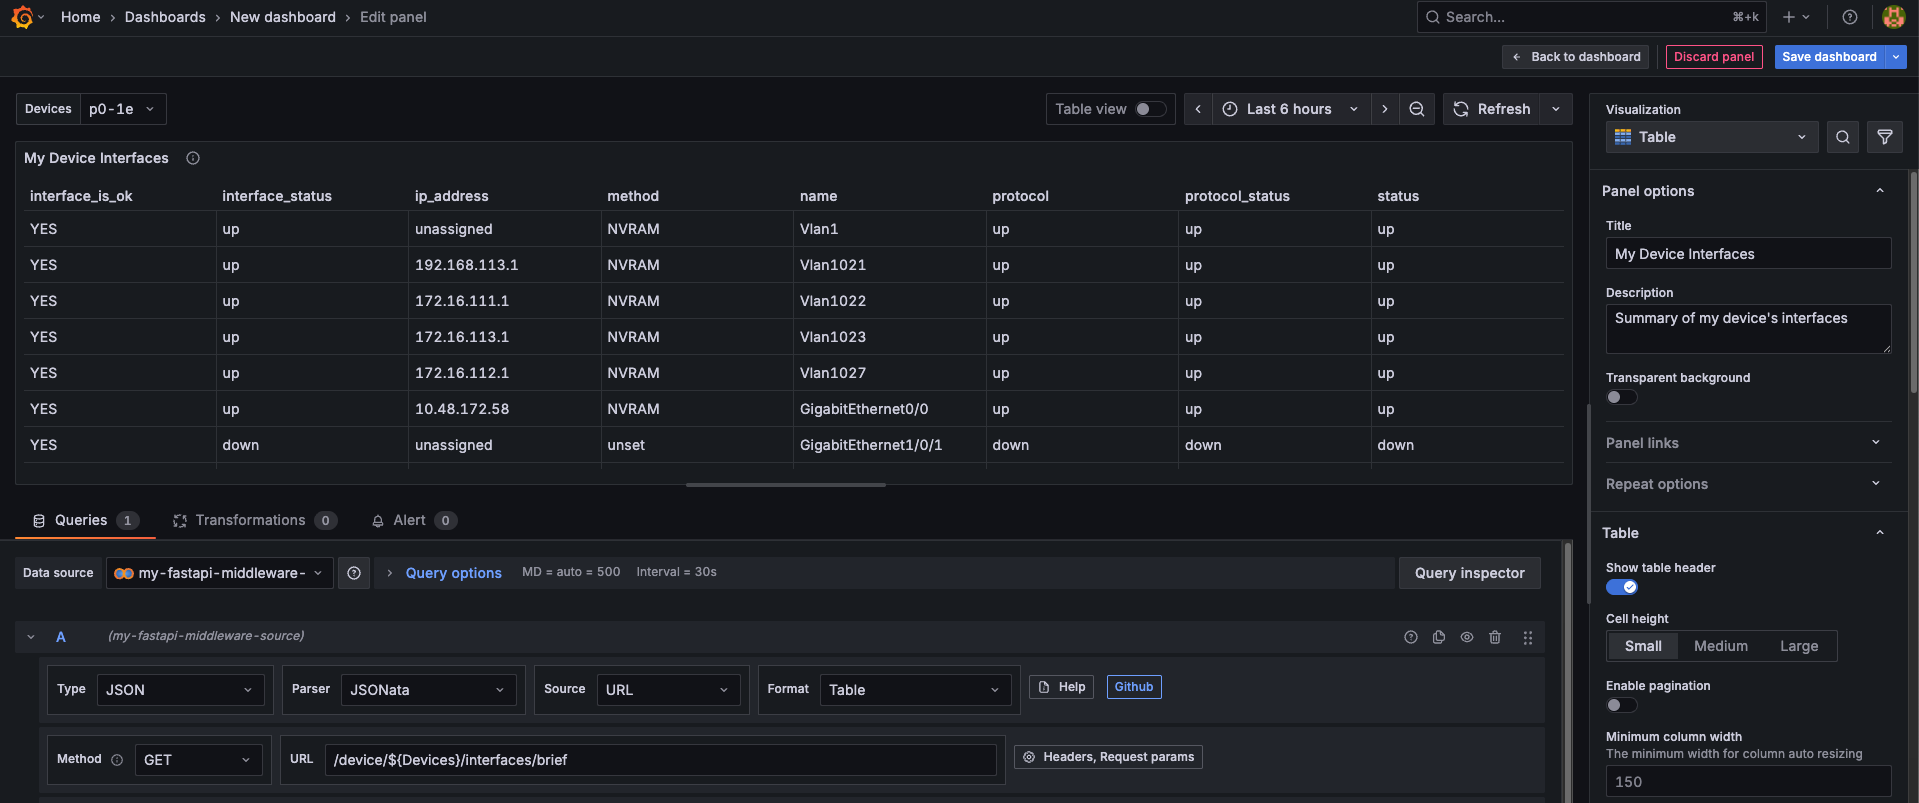 Home › Dashboards › New dashboard › Edit panel
Search... ⌘+k
← Back to dashboard Discard panel Save dashboard
Devices p0-1e
Table view Last 6 hours Refresh
My Device Interfaces
interface_is_ok interface_status ip_address method name protocol protocol_status status
YES up unassigned NVRAM Vlan1 up up up
YES up 192.168.113.1 NVRAM Vlan1021 up up up
YES up 172.16.111.1 NVRAM Vlan1022 up up up
YES up 172.16.113.1 NVRAM Vlan1023 up up up
YES up 172.16.112.1 NVRAM Vlan1027 up up up
YES up 10.48.172.58 NVRAM GigabitEthernet0/0 up up up
YES down unassigned unset GigabitEthernet1/0/1 down down down
Queries 1 Transformations 0 Alert 0
Data source my-fastapi-middleware- Query options MD = auto = 500 Interval = 30s Query inspector
A (my-fastapi-middleware-source)
Type JSON Parser JSONata Source URL Format Table Help Github
Method GET URL /device/${Devices}/interfaces/brief Headers, Request params
Visualization
Table
Panel options
Title
My Device Interfaces
Description
Summary of my device's interfaces
Transparent background
Panel links
Repeat options
Table
Show table header
Cell height
Small Medium Large
Enable pagination
Minimum column width
The minimum width for column auto resizing
150